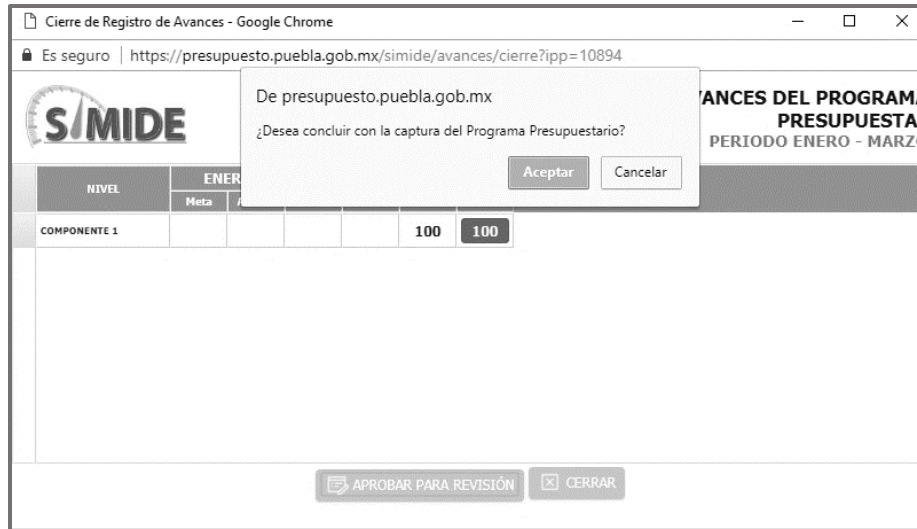 Cierre de Registro de Avances - Google Chrome
Es seguro | https://presupuesto.puebla.gob.mx/simide/avances/cierre?ipp=10894
SIMIDE
De presupuesto.puebla.gob.mx
¿Desea concluir con la captura del Programa Presupuestario?
Aceptar Cancelar
VANCES DEL PROGRAMA
PRESUPUESTA
PERIODO ENERO - MARZO
NIVEL ENER
Meta
COMPONENTE 1 100 100
APROBAR PARA REVISIÓN CERRAR